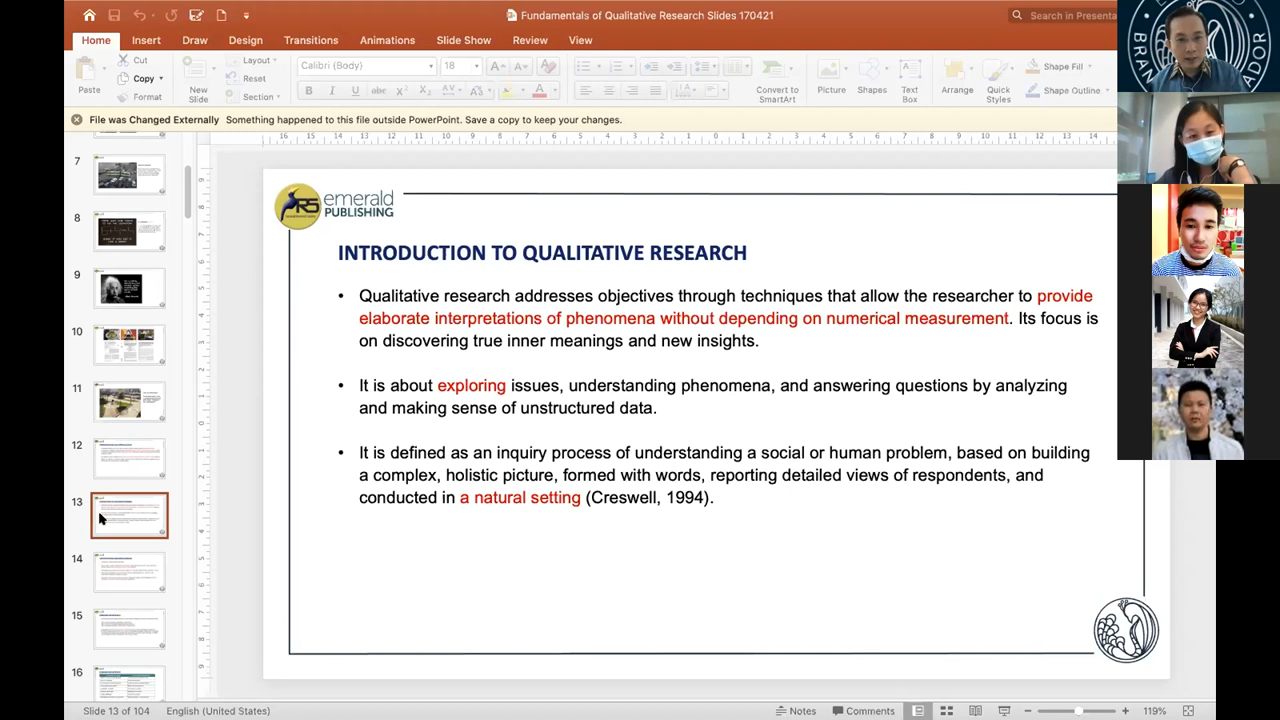 Fundamentals of Qualitative Research Slides 170421
Search in Presenta
Home Insert Draw Design Transitions Animations Slide Show Review View
Paste
Cut
Copy
Format
New
Slide
Layout
Reset
Section
Calibri (Body)
18
Convert to
SmartArt
Picture
Shapes
Text
Box
Arrange
Quick
Styles
Shape Fill
Shape Outline
File was Changed Externally Something happened to this file outside PowerPoint. Save a copy to keep your changes.
7
8
9
10
11
12
13
14
15
16
RS
emerald
PUBLISHING
INTRODUCTION TO QUALITATIVE RESEARCH
• Qualitative research addresses objectives through techniques that allow the researcher to provide
elaborate interpretations of phenomena without depending on numerical measurement. Its focus is
on discovering true inner meanings and new insights.
• It is about exploring issues, understanding phenomena, and answering questions by analyzing
and making sense of unstructured data.
• It is defined as an inquiry process of understanding a social or human problem, based on building
a complex, holistic picture, formed with words, reporting detailed views of respondents, and
conducted in a natural setting (Creswell, 1994).
Slide 13 of 104 English (United States)
Notes Comments 119%